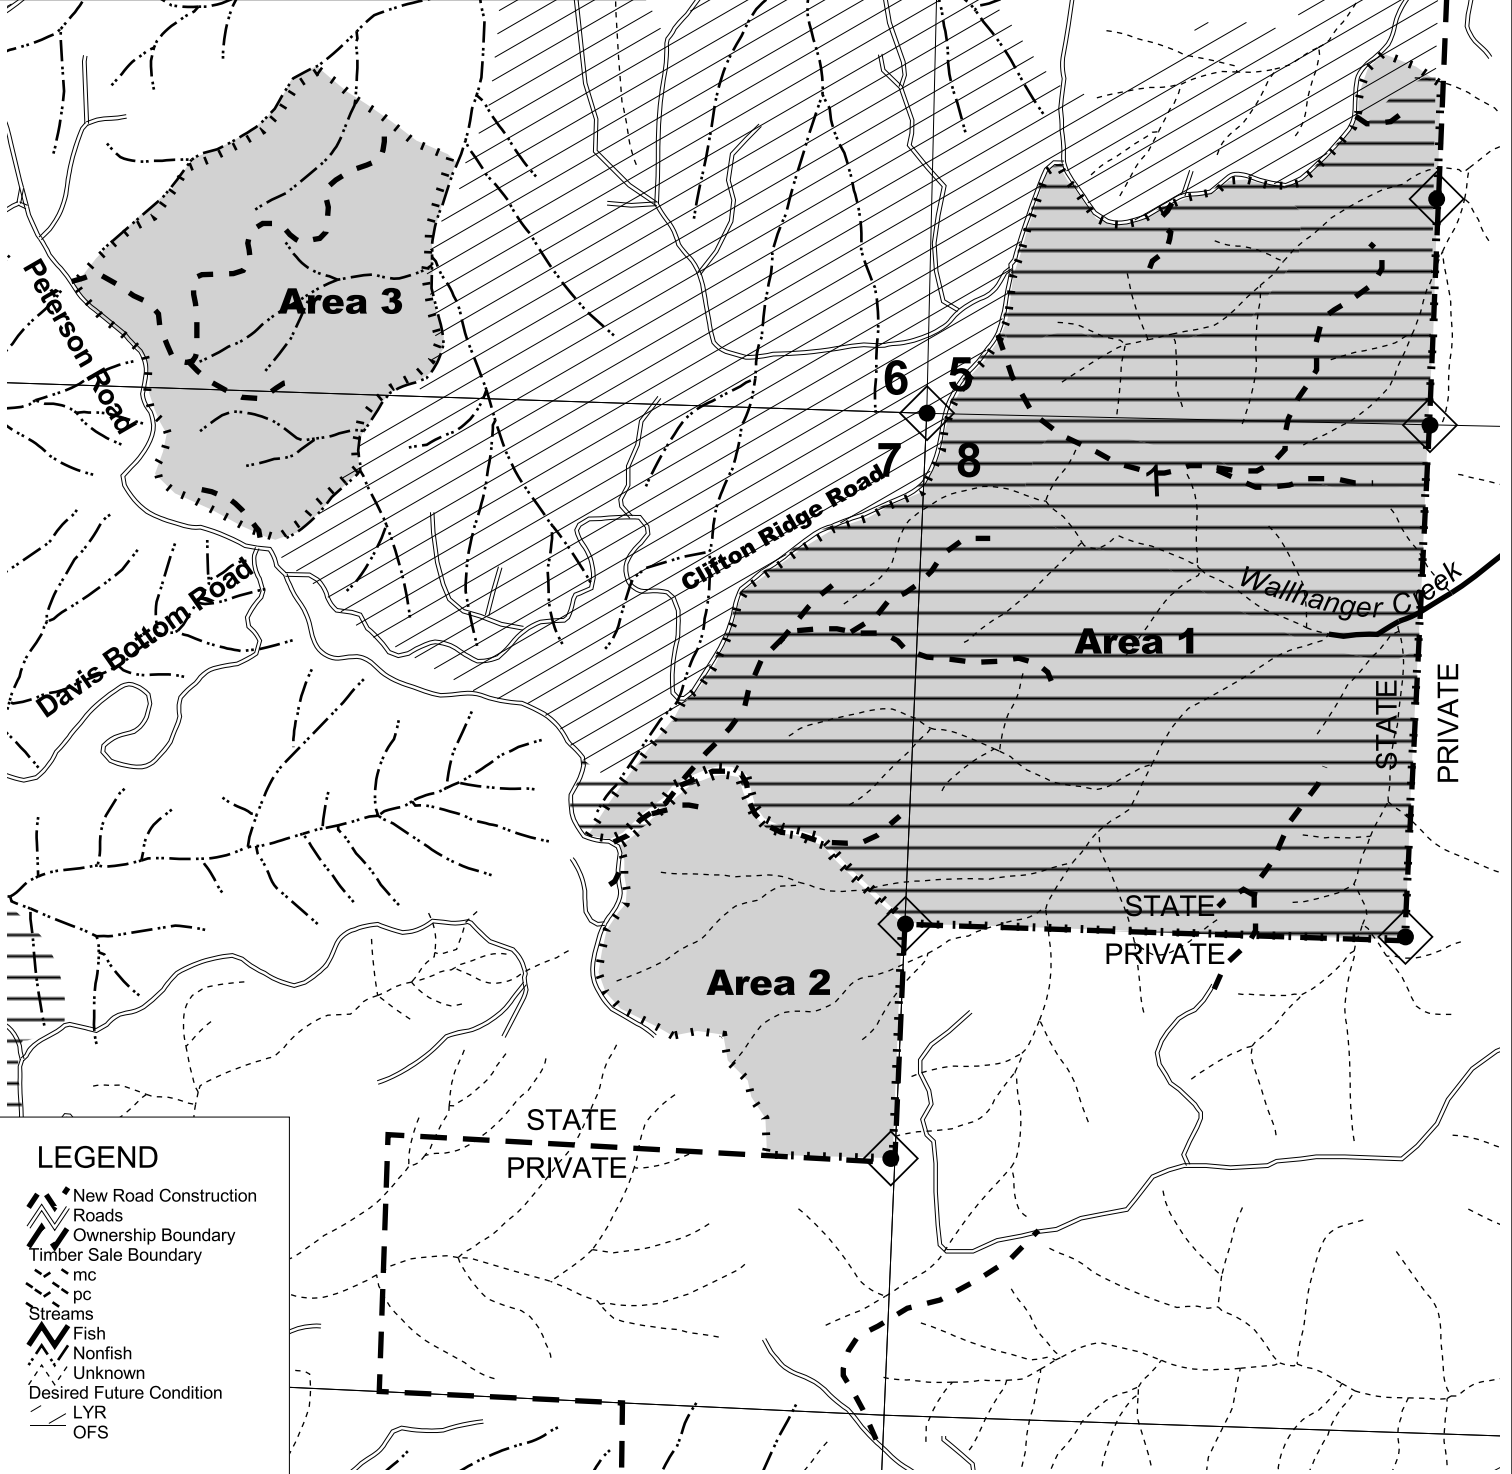 Peterson Road
Area 3
6
5
7
8
Clifton Ridge Road
Davis Bottom Road
Wallhanger Creek
Area 1
STATE
PRIVATE
STATE
PRIVATE
Area 2
STATE
PRIVATE
LEGEND
New Road Construction
Roads
Ownership Boundary
Timber Sale Boundary
mc
pc
Streams
Fish
Nonfish
Unknown
Desired Future Condition
LYR
OFS